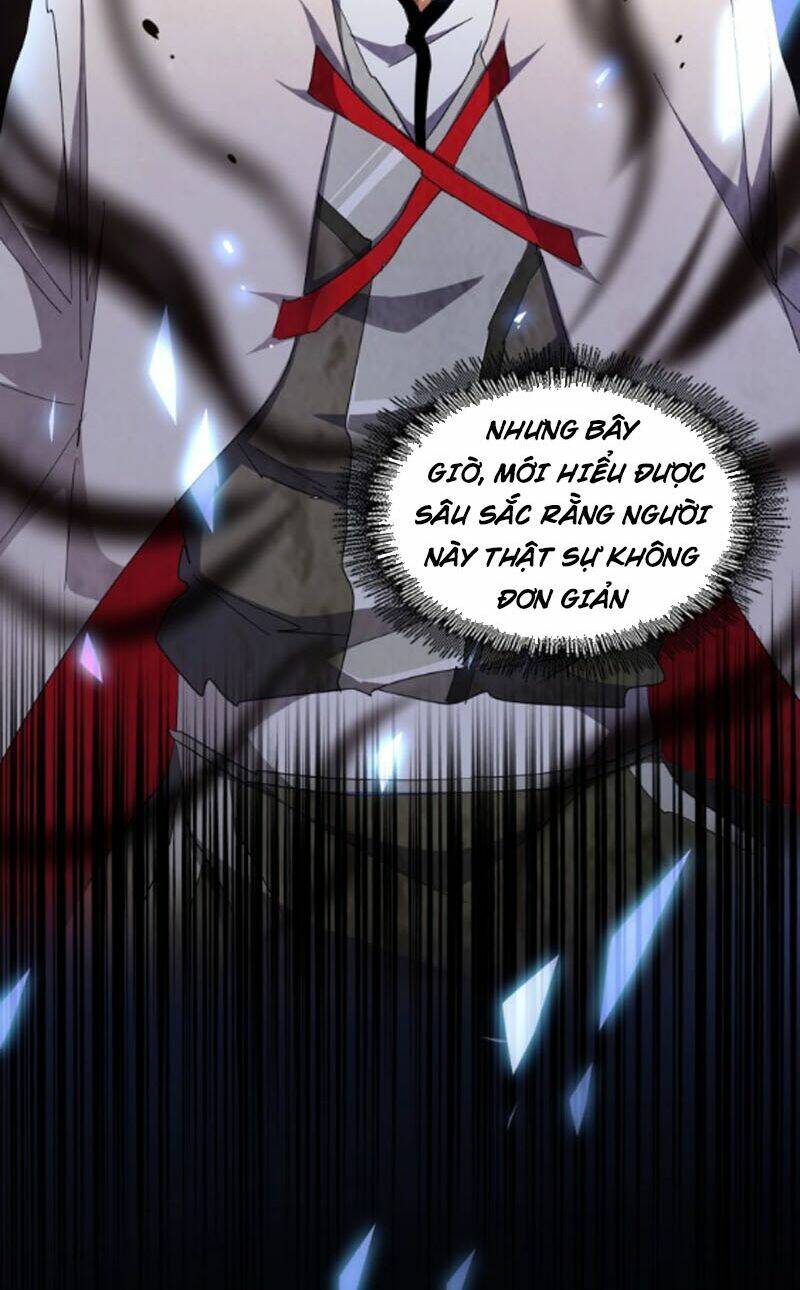 NHƯNG BÂY
GIỜ, MỚI HIỂU ĐƯỢC
SÂU SẮC RẰNG NGƯỜI
NÀY THẬT SỰ KHÔNG
ĐƠN GIẢN